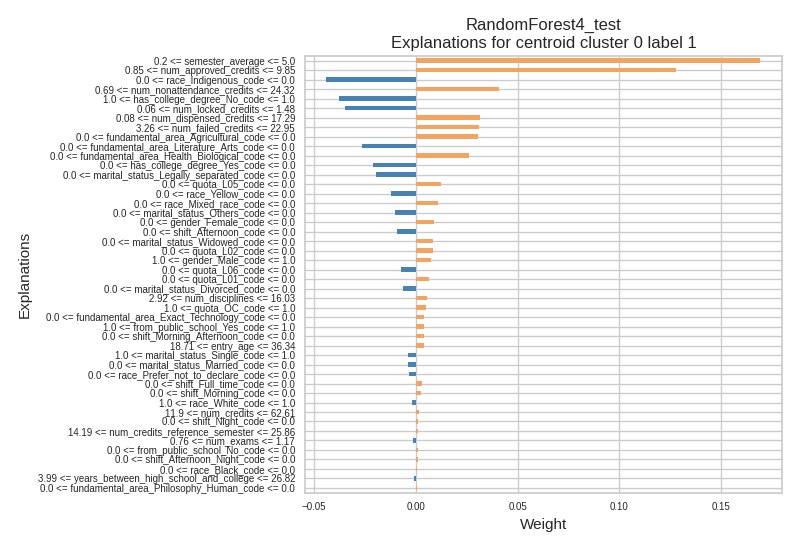 RandomForest4_test
Explanations for centroid cluster 0 label 1
0.2 <= semester_average <= 5.0
0.85 <= num_approved_credits <= 9.85
0.0 <= race_Indigenous_code <= 0.0
0.69 <= num_nonattendance_credits <= 24.32
1.0 <= has_college_degree_No_code <= 1.0
0.06 <= num_locked_credits <= 1.48
0.08 <= num_dispensed_credits <= 17.29
3.26 <= num_failed_credits <= 22.95
0.0 <= fundamental_area_Agricultural_code <= 0.0
0.0 <= fundamental_area_Literature_Arts_code <= 0.0
0.0 <= fundamental_area_Health_Biological_code <= 0.0
0.0 <= has_college_degree_Yes_code <= 0.0
0.0 <= marital_status_Legally_separated_code <= 0.0
0.0 <= quota_L05_code <= 0.0
0.0 <= race_Yellow_code <= 0.0
0.0 <= race_Mixed_race_code <= 0.0
0.0 <= marital_status_Others_code <= 0.0
0.0 <= gender_Female_code <= 0.0
0.0 <= shift_Afternoon_code <= 0.0
0.0 <= marital_status_Widowed_code <= 0.0
0.0 <= quota_L02_code <= 0.0
1.0 <= gender_Male_code <= 1.0
0.0 <= quota_L06_code <= 0.0
0.0 <= quota_L01_code <= 0.0
0.0 <= marital_status_Divorced_code <= 0.0
2.92 <= num_disciplines <= 16.03
1.0 <= quota_OC_code <= 1.0
0.0 <= fundamental_area_Exact_Technology_code <= 0.0
1.0 <= from_public_school_Yes_code <= 1.0
0.0 <= shift_Morning_Afternoon_code <= 0.0
18.71 <= entry_age <= 36.34
1.0 <= marital_status_Single_code <= 1.0
0.0 <= marital_status_Married_code <= 0.0
0.0 <= race_Prefer_not_to_declare_code <= 0.0
0.0 <= shift_Full_time_code <= 0.0
0.0 <= shift_Morning_code <= 0.0
1.0 <= race_White_code <= 1.0
11.9 <= num_credits <= 62.61
0.0 <= shift_Night_code <= 0.0
14.19 <= num_credits_reference_semester <= 25.86
0.76 <= num_exams <= 1.17
0.0 <= from_public_school_No_code <= 0.0
0.0 <= shift_Afternoon_Night_code <= 0.0
0.0 <= race_Black_code <= 0.0
3.99 <= years_between_high_school_and_college <= 26.82
0.0 <= fundamental_area_Philosophy_Human_code <= 0.0
Explanations
−0.05 0.00 0.05 0.10 0.15
Weight